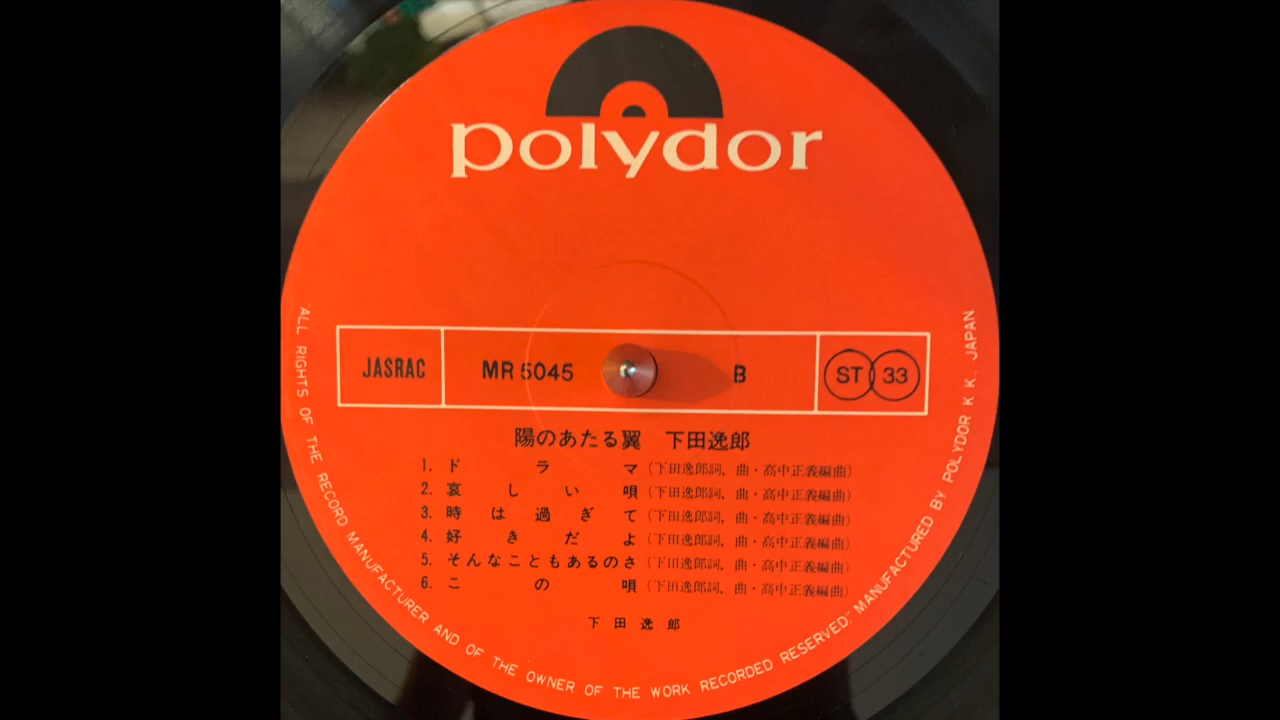 polydor
JASRAC MR 5045 B ST 33
陽のあたる翼 下田逸郎
1. ドラマ (下田逸郎詞, 曲・高中正義編曲)
2. 哀しい唄 (下田逸郎詞, 曲・高中正義編曲)
3. 時は過ぎて (下田逸郎詞, 曲・高中正義編曲)
4. 好きだよ (下田逸郎詞, 曲・高中正義編曲)
5. そんなこともあるのさ (下田逸郎詞, 曲・高中正義編曲)
6. この唄 (下田逸郎詞, 曲・高中正義編曲)
下田逸郎
ALL RIGHTS OF THE RECORD MANUFACTURER AND OF THE OWNER OF THE WORK RECORDED RESERVED· MANUFACTURED BY POLYDOR K.K., JAPAN